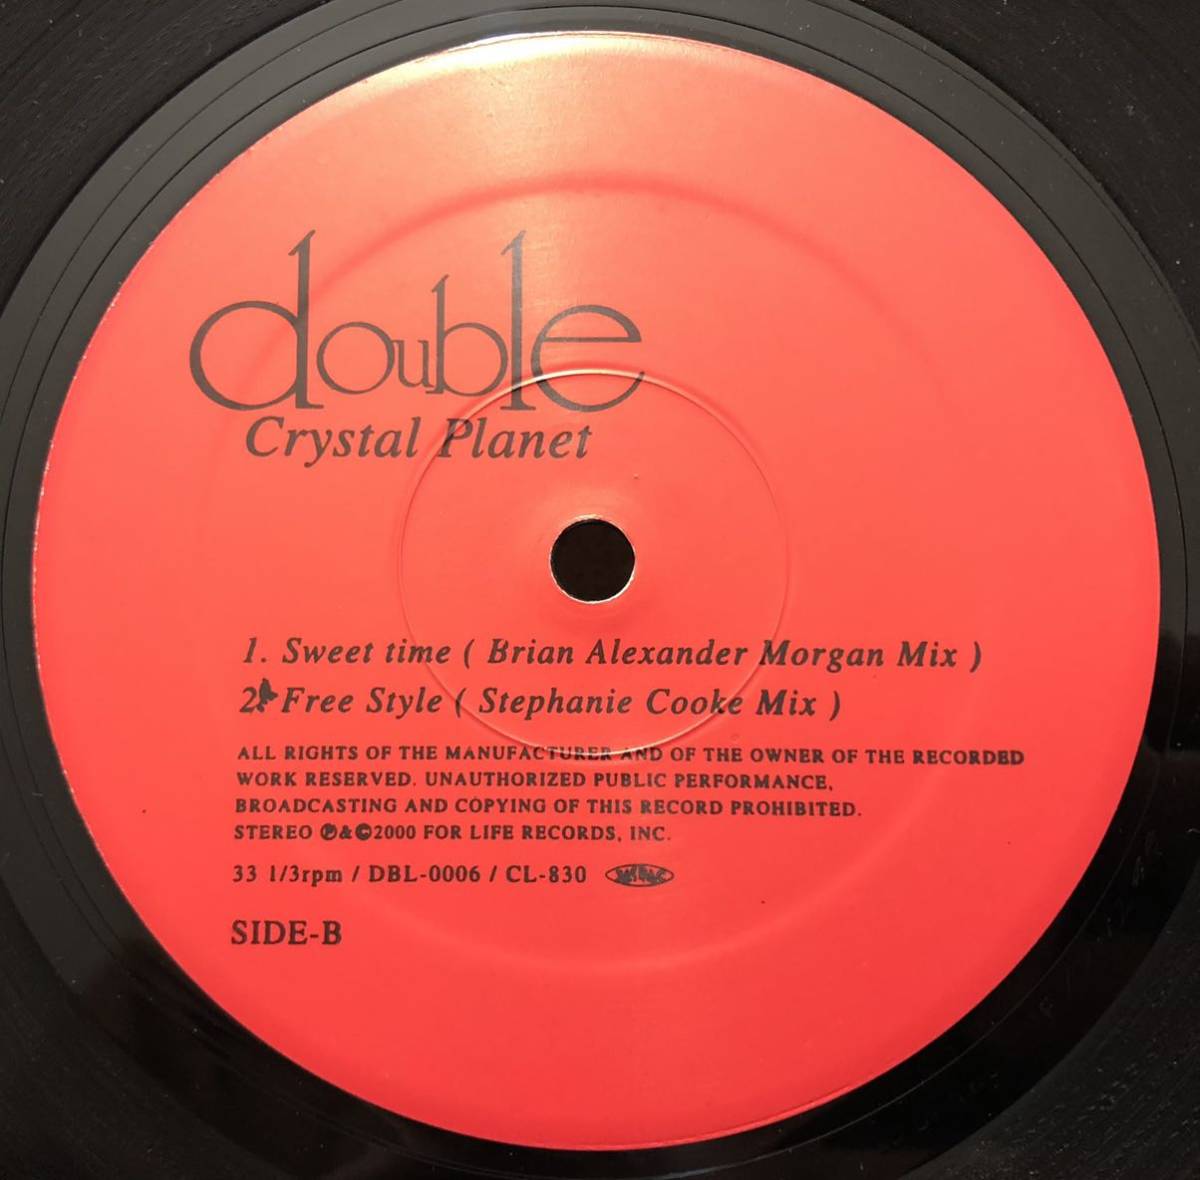 double
Crystal Planet
1. Sweet time ( Brian Alexander Morgan Mix )
2. Free Style ( Stephanie Cooke Mix )
ALL RIGHTS OF THE MANUFACTURER AND OF THE OWNER OF THE RECORDED
WORK RESERVED. UNAUTHORIZED PUBLIC PERFORMANCE,
BROADCASTING AND COPYING OF THIS RECORD PROHIBITED.
STEREO ℗&©2000 FOR LIFE RECORDS, INC.
33 1/3rpm / DBL-0006 / CL-830
SIDE-B